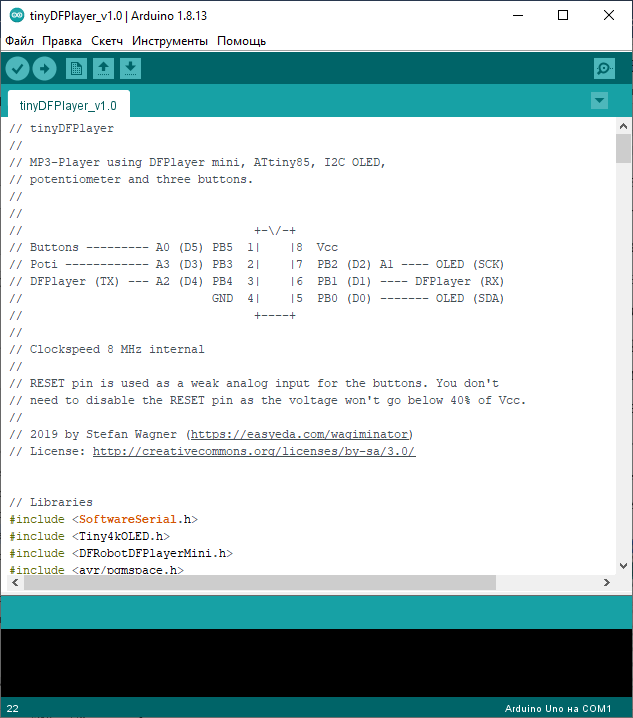 tinyDFPlayer_v1.0 | Arduino 1.8.13
Файл Правка Скетч Инструменты Помощь
tinyDFPlayer_v1.0
// tinyDFPlayer
//
// MP3-Player using DFPlayer mini, ATtiny85, I2C OLED,
// potentiometer and three buttons.
//
//
//                            +-\/-+
// Buttons --------- A0 (D5) PB5  1|    |8  Vcc
// Poti ------------ A3 (D3) PB3  2|    |7  PB2 (D2) A1 ---- OLED (SCK)
// DFPlayer (TX) --- A2 (D4) PB4  3|    |6  PB1 (D1) ---- DFPlayer (RX)
//                       GND  4|    |5  PB0 (D0) ------- OLED (SDA)
//                            +----+
//
// Clockspeed 8 MHz internal
//
// RESET pin is used as a weak analog input for the buttons. You don't
// need to disable the RESET pin as the voltage won't go below 40% of Vcc.
//
// 2019 by Stefan Wagner (https://easyeda.com/wagiminator)
// License: http://creativecommons.org/licenses/by-sa/3.0/
// Libraries
#include <SoftwareSerial.h>
#include <Tiny4kOLED.h>
#include <DFRobotDFPlayerMini.h>
#include <avr/pgmspace.h>
22 Arduino Uno на COM1